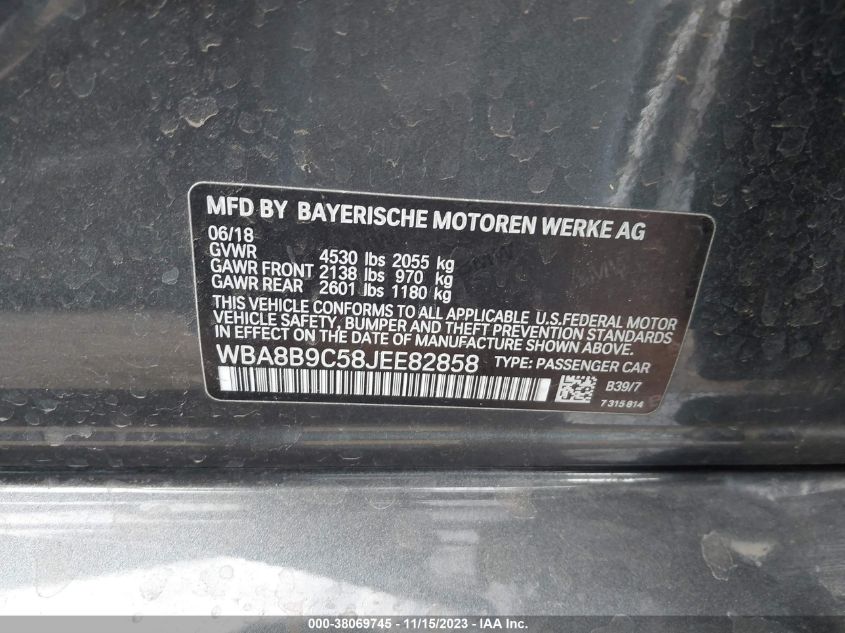 MFD BY BAYERISCHE MOTOREN WERKE AG
06/18
GVWR 4530 lbs 2055 kg
GAWR FRONT 2138 lbs 970 kg
GAWR REAR 2601 lbs 1180 kg
THIS VEHICLE CONFORMS TO ALL APPLICABLE U.S.FEDERAL MOTOR
VEHICLE SAFETY, BUMPER AND THEFT PREVENTION STANDARDS
IN EFFECT ON THE DATE OF MANUFACTURE SHOWN ABOVE.
WBA8B9C58JEE82858 TYPE: PASSENGER CAR
B39/7
7 315 814
000-38069745 - 11/15/2023 - IAA Inc.